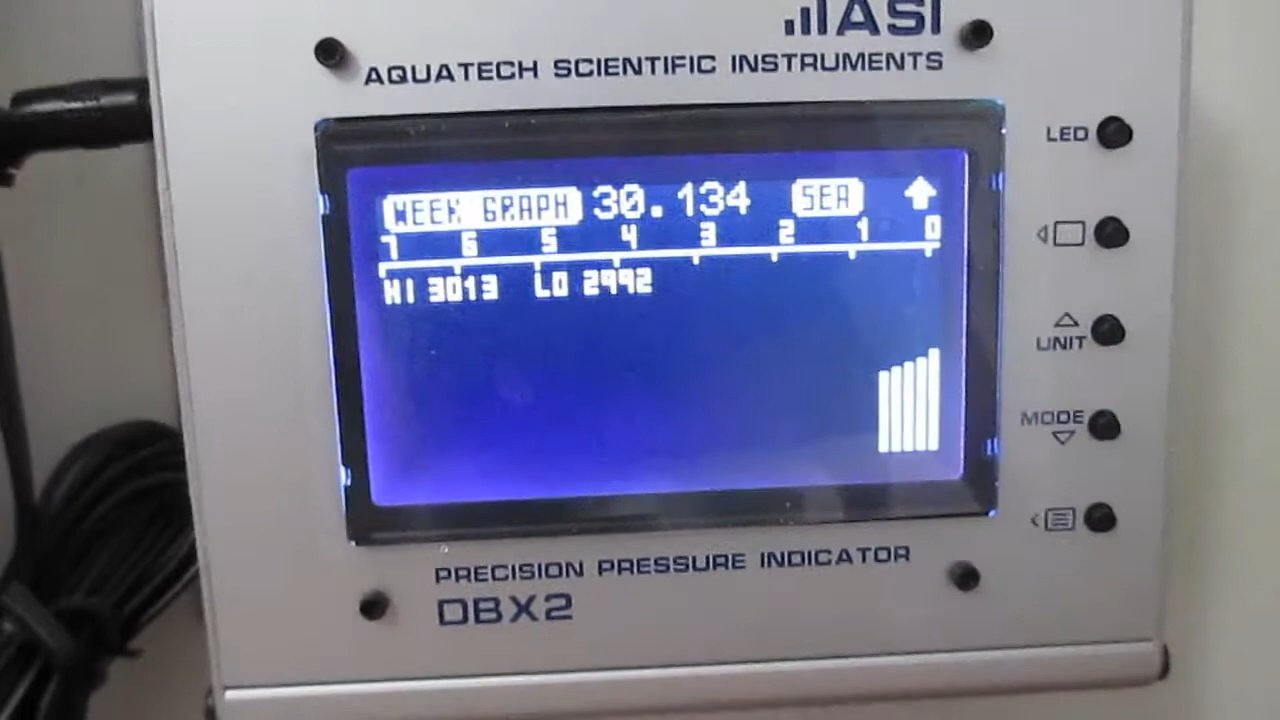 ASI
AQUATECH SCIENTIFIC INSTRUMENTS
LED
WEEK GRAPH 30.134 SEA
7 6 5 4 3 2 1 0
HI 3013 LO 2992
UNIT
MODE
PRECISION PRESSURE INDICATOR
DBX2